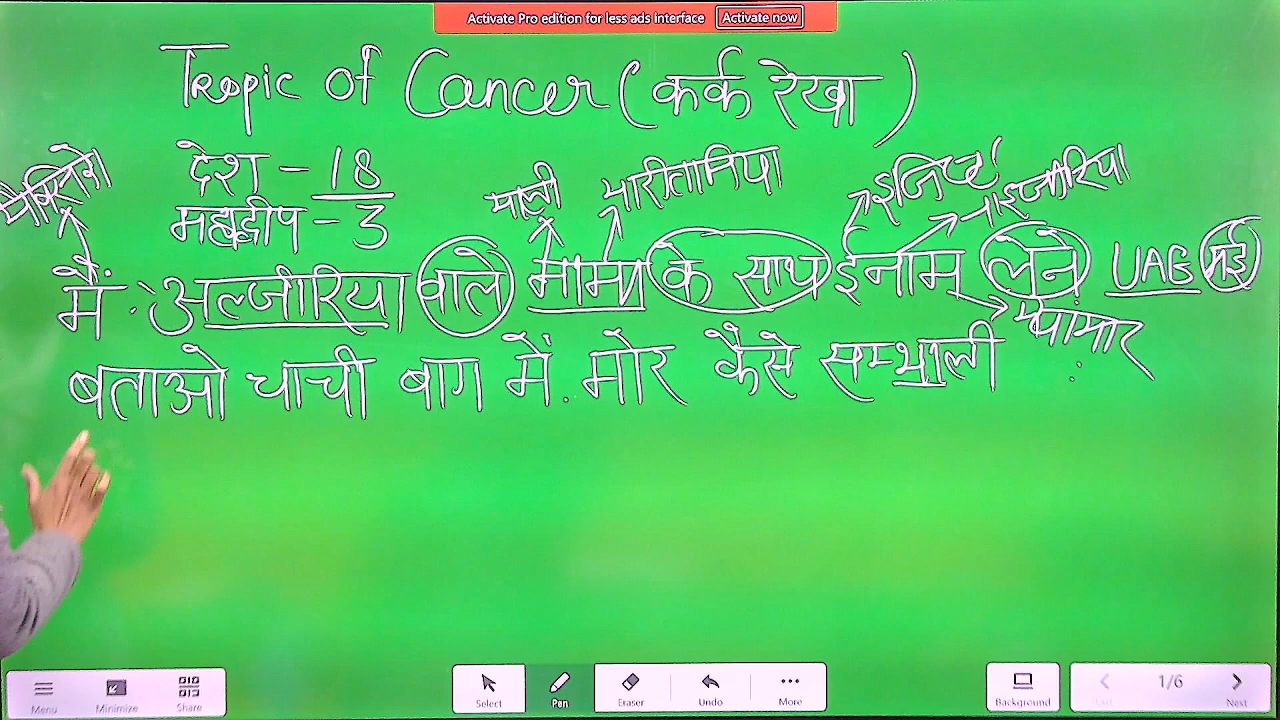 Activate Pro edition for less ads interface Activate now
Tropic of Cancer (कर्क रेखा)
देश - 18
महाद्वीप - 3
मैक्सिको माली मारीतानिया इजिप्ट नाइजीरिया
मैं : अल्जीरिया वाले मामा के साथ ईनाम लेने UAE गई
म्यांमार
बताओ चाची बाग में मोर कैसे सम्भाली
Menu Minimize Share Select Pen Eraser Undo More Background 1/6 Next